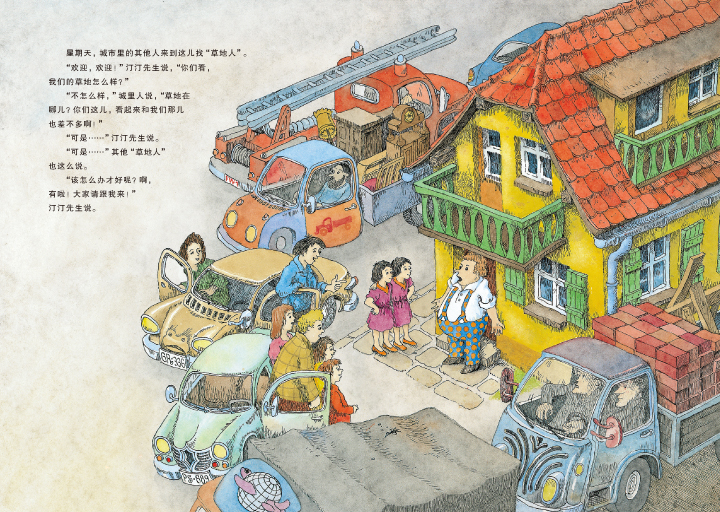 星期天，城市里的其他人来到这儿找“草地人”。
“欢迎，欢迎！”汀汀先生说，“你们看，
我们的草地怎么样？”
“不怎么样，”城里人说，“草地在
哪儿？你们这儿，看起来和我们那儿
也差不多啊！”
“可是……”汀汀先生说。
“可是……”其他“草地人”
也这么说。
“该怎么办才好呢？啊，
有啦！大家请跟我来！”
汀汀先生说。